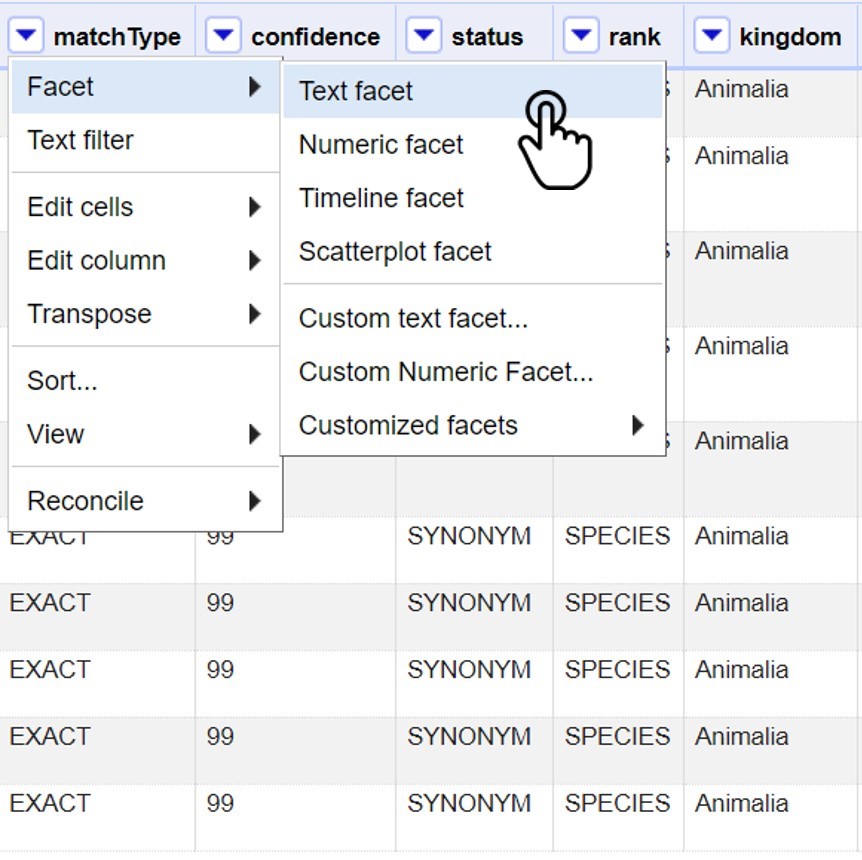 matchType confidence status rank kingdom
Facet
Text filter
Edit cells
Edit column
Transpose
Sort...
View
Reconcile
Text facet
Numeric facet
Timeline facet
Scatterplot facet
Custom text facet...
Custom Numeric Facet...
Customized facets
Animalia
Animalia
Animalia
Animalia
Animalia
EXACT 99 SYNONYM SPECIES Animalia
EXACT 99 SYNONYM SPECIES Animalia
EXACT 99 SYNONYM SPECIES Animalia
EXACT 99 SYNONYM SPECIES Animalia
EXACT 99 SYNONYM SPECIES Animalia